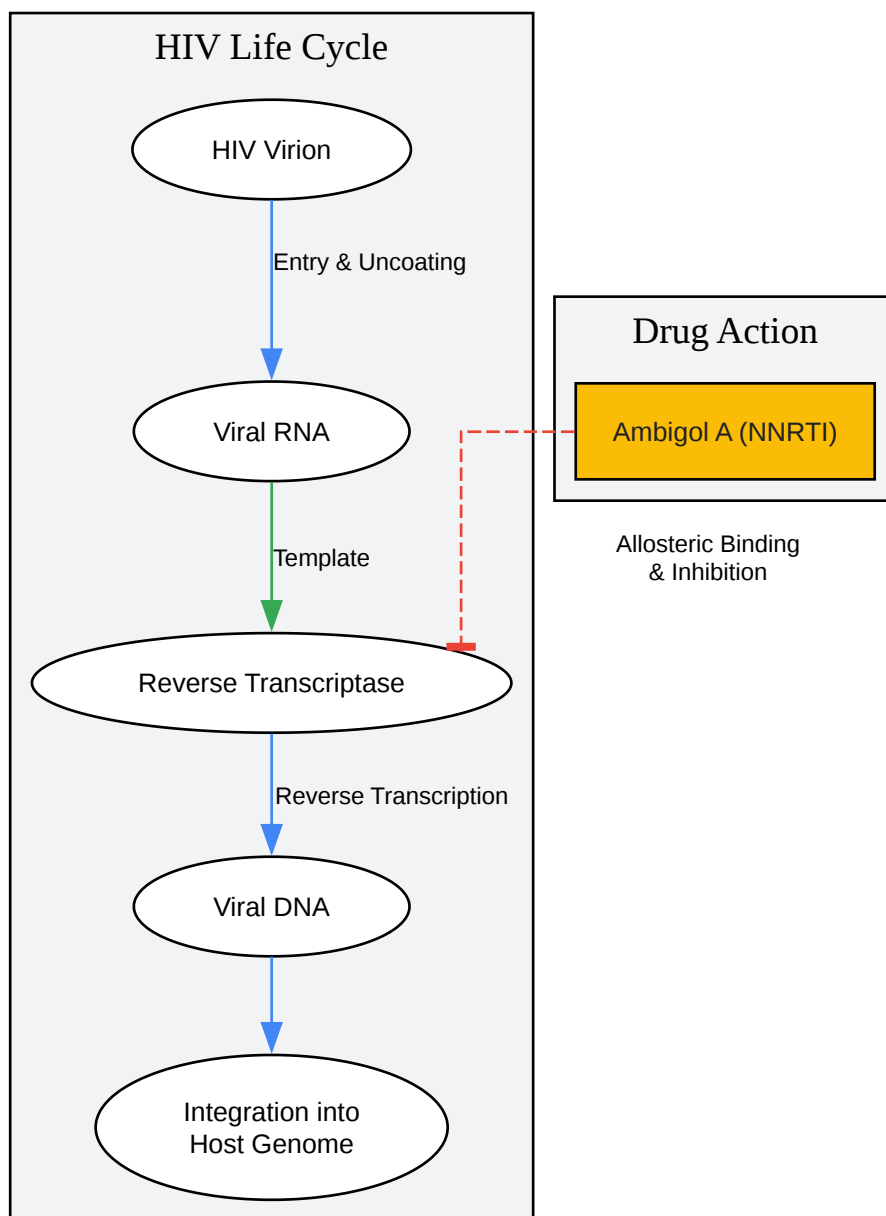 HIV Life Cycle
HIV Virion
Entry & Uncoating
Viral RNA
Template
Reverse Transcriptase
Reverse Transcription
Viral DNA
Integration into
Host Genome
Drug Action
Ambigol A (NNRTI)
Allosteric Binding
& Inhibition